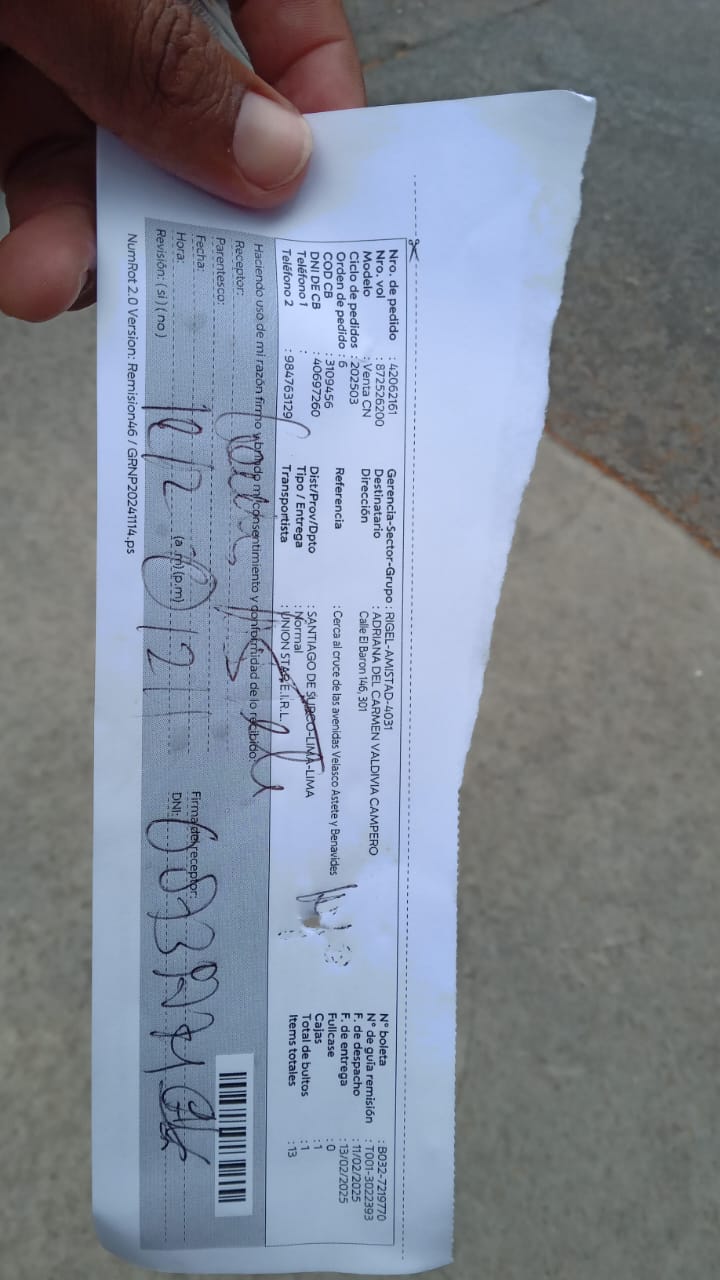 Nro. de pedido : 42062161
Nro. vol : 872526200
Modelo : Venta CN
Ciclo de pedidos : 202503
Orden de pedido : 6
COD CB : 3109456
DNI DE CB : 40697260
Teléfono 1 :
Teléfono 2 : 984763129
Gerencia-Sector-Grupo : RIGEL-AMISTAD-4031
Destinatario : ADRIANA DEL CARMEN VALDIVIA CAMPERO
Dirección Calle El Baron 146, 301
Referencia : Cerca al cruce de las avenidas Velasco Astete y Benavides
Dist/Prov/Dpto : SANTIAGO DE SURCO-LIMA-LIMA
Tipo / Entrega : Normal
Transportista : UNION STAR E.I.R.L.
N° boleta : B032-7219770
N° de guía remisión : T001-3022393
F. de despacho : 11/02/2025
F. de entrega : 13/02/2025
Fullcase : 0
Cajas : 1
Total de bultos : 1
Items totales : 13
Haciendo uso de mi razón firmo y brindo mi consentimiento y conformidad de lo recibido.
Receptor:
Parentesco:
Fecha:
Hora: (a.m)(p.m)
Revisión: ( si ) ( no )
Firma del receptor:
DNI:
NumRot 2.0 Version: Remision46 / GRNP20241114.ps